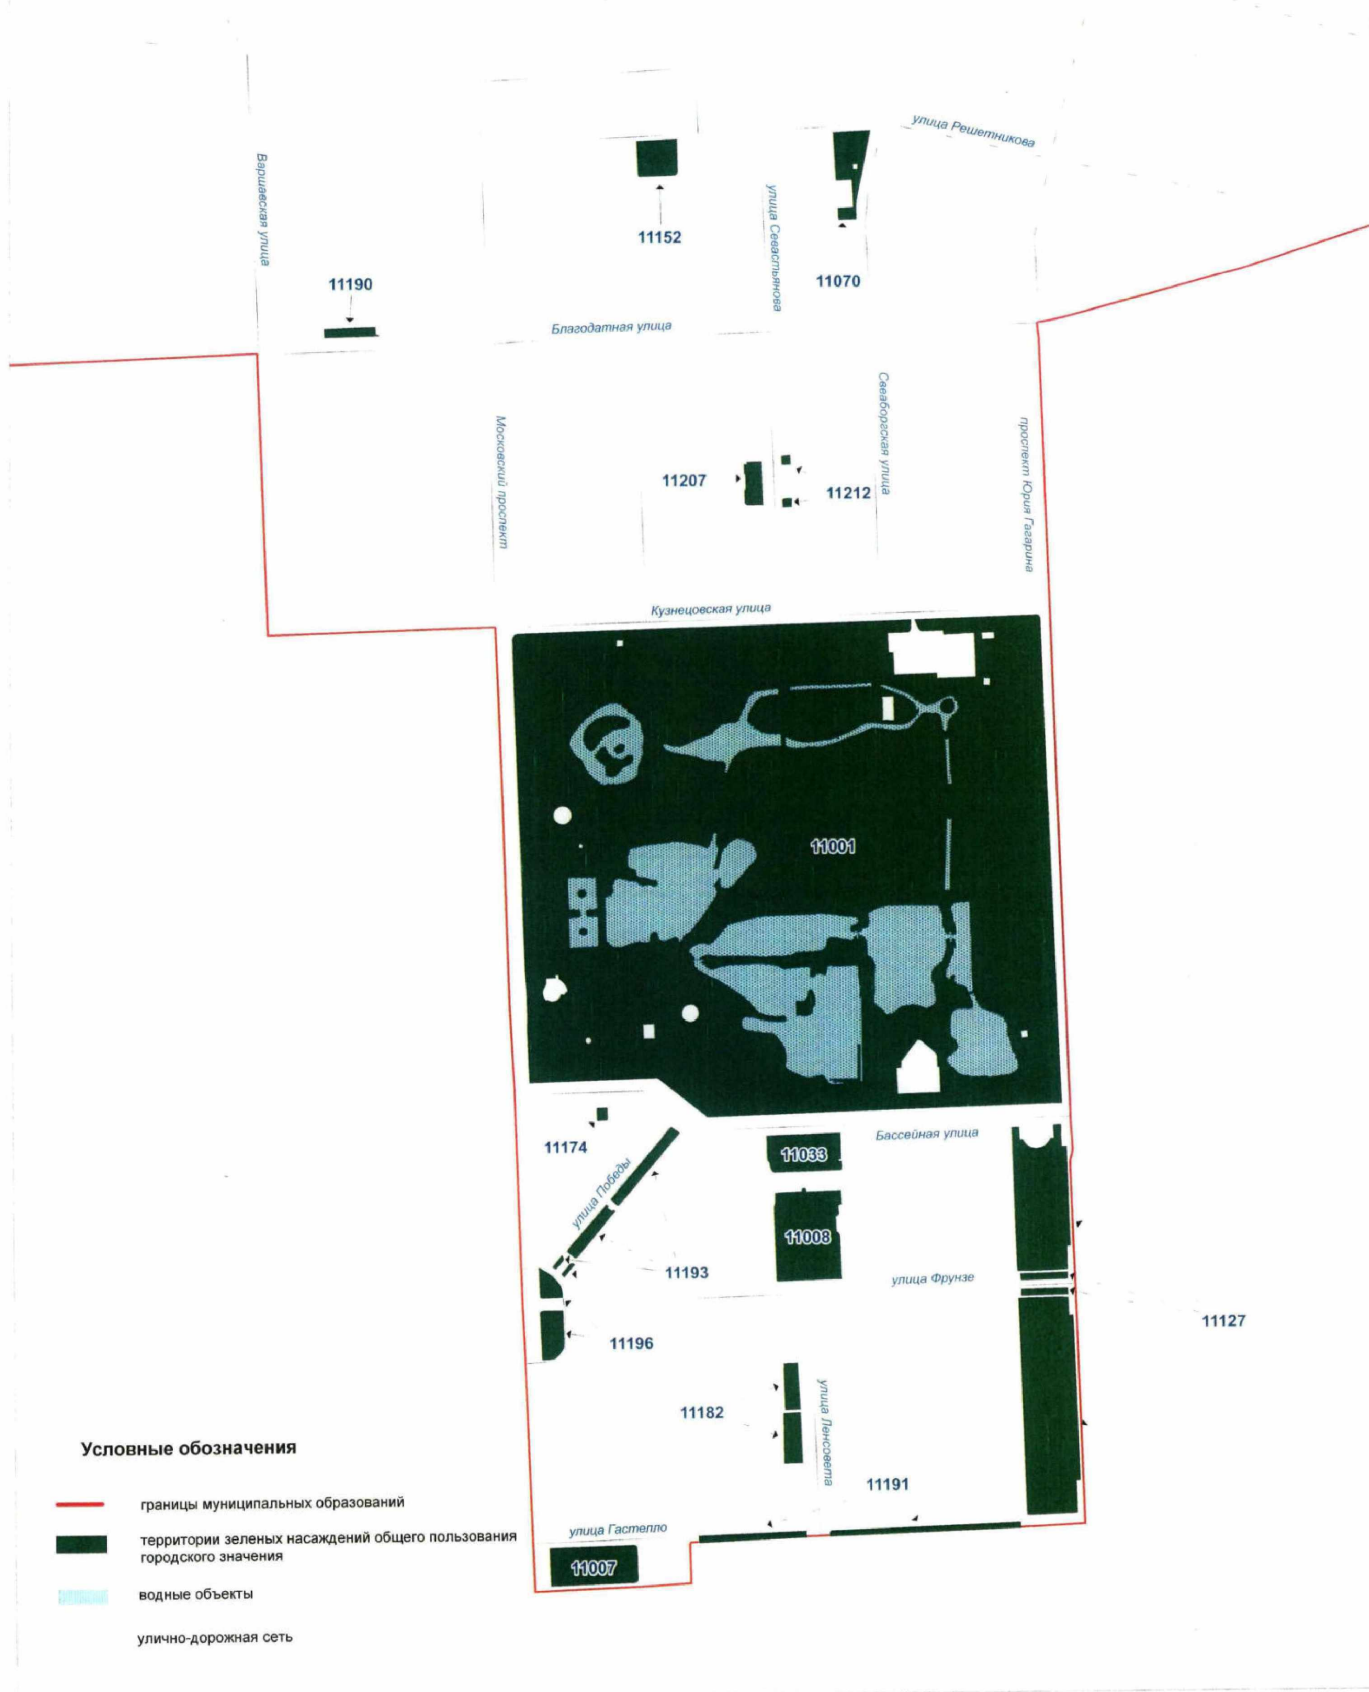 улица Решетникова
Варшавская улица
11152
улица Севастьянова
11070
11190
Благодатная улица
Московский проспект
Свеаборгская улица
проспект Юрия Гагарина
11207
11212
Кузнецовская улица
11001
11174
улица Победы
11033
Бассейная улица
11008
11193
улица Фрунзе
11127
11196
11182
улица Ленсовета
11191
улица Гастелло
11007
Условные обозначения
границы муниципальных образований
территории зеленых насаждений общего пользования
городского значения
водные объекты
улично-дорожная сеть